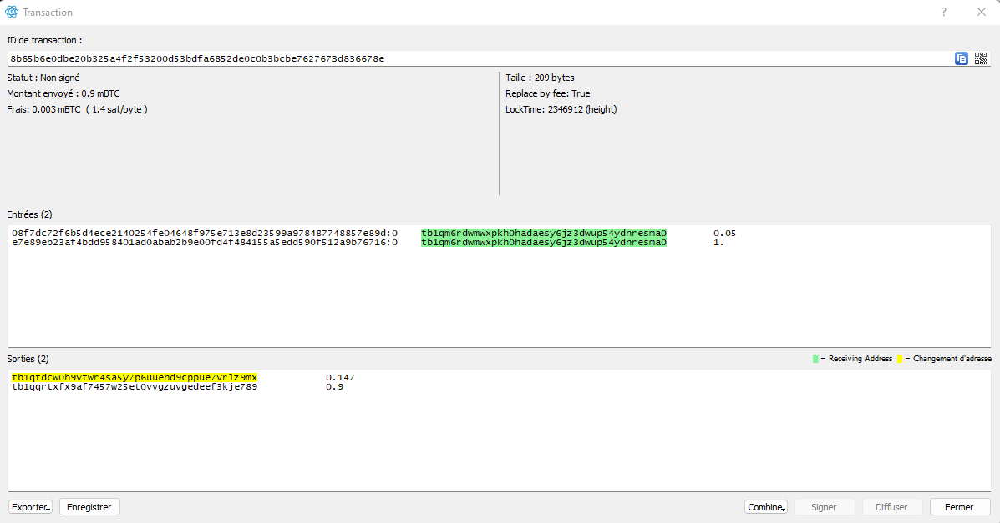 Transaction
?
ID de transaction :
8b65b6e0dbe20b325a4f2f53200d53bdfa6852de0c0b3bcbe7627673d836678e
Statut : Non signé
Montant envoyé : 0.9 mBTC
Frais: 0.003 mBTC ( 1.4 sat/byte )
Taille : 209 bytes
Replace by fee: True
LockTime: 2346912 (height)
Entrées (2)
08f7dc72f6b5d4ece2140254fe04648f975e713e8d23599a978487748857e89d:0 tb1qm6rdwmwxpkh0hadaesy6jz3dwup54ydnresma0 0.05
e7e89eb23af4bdd958401ad0abab2b9e00fd4f484155a5edd590f512a9b76716:0 tb1qm6rdwmwxpkh0hadaesy6jz3dwup54ydnresma0 1.
Sorties (2)
= Receiving Address = Changement d'adresse
tb1qtdcw0h9vtwr4sa5y7p6uuehd9cppue7vrlz9mx 0.147
tb1qqrtxfx9af7457w25et0vvgzuvgedeef3kje789 0.9
Exporter Enregistrer Combine Signer Diffuser Fermer